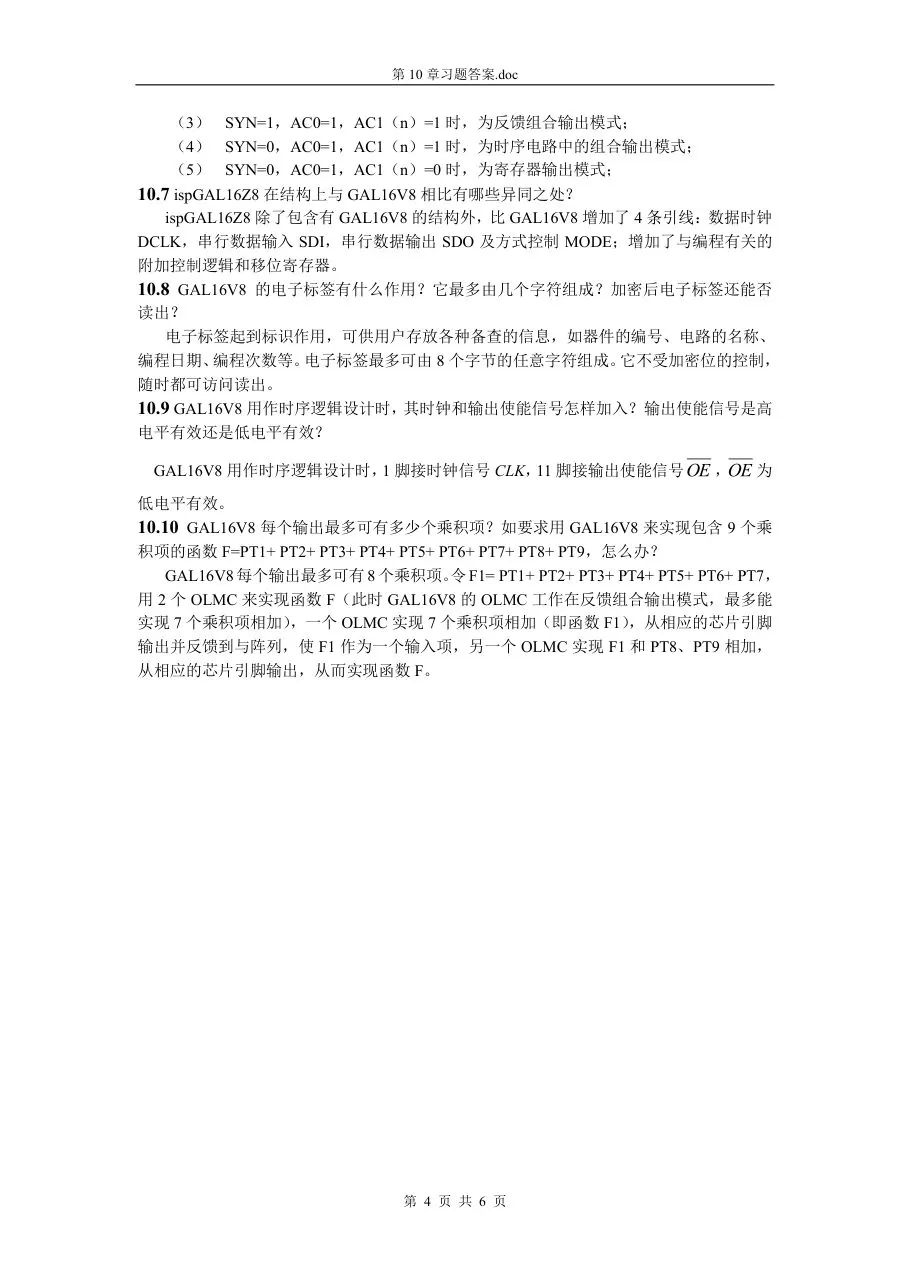 第 10 章习题答案.doc
（3） SYN=1，AC0=1，AC1（n）=1 时，为反馈组合输出模式；
（4） SYN=0，AC0=1，AC1（n）=1 时，为时序电路中的组合输出模式；
（5） SYN=0，AC0=1，AC1（n）=0 时，为寄存器输出模式；
10.7 ispGAL16Z8 在结构上与 GAL16V8 相比有哪些异同之处？
ispGAL16Z8 除了包含有 GAL16V8 的结构外，比 GAL16V8 增加了 4 条引线：数据时钟
DCLK，串行数据输入 SDI，串行数据输出 SDO 及方式控制 MODE；增加了与编程有关的
附加控制逻辑和移位寄存器。
10.8 GAL16V8 的电子标签有什么作用？它最多由几个字符组成？加密后电子标签还能否
读出？
电子标签起到标识作用，可供用户存放各种备查的信息，如器件的编号、电路的名称、
编程日期、编程次数等。电子标签最多可由 8 个字节的任意字符组成。它不受加密位的控制，
随时都可访问读出。
10.9 GAL16V8 用作时序逻辑设计时，其时钟和输出使能信号怎样加入？输出使能信号是高
电平有效还是低电平有效？
GAL16V8 用作时序逻辑设计时，1 脚接时钟信号 CLK，11 脚接输出使能信号 O̅E̅，O̅E̅ 为
低电平有效。
10.10 GAL16V8 每个输出最多可有多少个乘积项？如要求用 GAL16V8 来实现包含 9 个乘
积项的函数 F=PT1+ PT2+ PT3+ PT4+ PT5+ PT6+ PT7+ PT8+ PT9，怎么办？
GAL16V8 每个输出最多可有 8 个乘积项。令 F1= PT1+ PT2+ PT3+ PT4+ PT5+ PT6+ PT7，
用 2 个 OLMC 来实现函数 F（此时 GAL16V8 的 OLMC 工作在反馈组合输出模式，最多能
实现 7 个乘积项相加），一个 OLMC 实现 7 个乘积项相加（即函数 F1），从相应的芯片引脚
输出并反馈到与阵列，使 F1 作为一个输入项，另一个 OLMC 实现 F1 和 PT8、PT9 相加，
从相应的芯片引脚输出，从而实现函数 F。
第 4 页 共 6 页